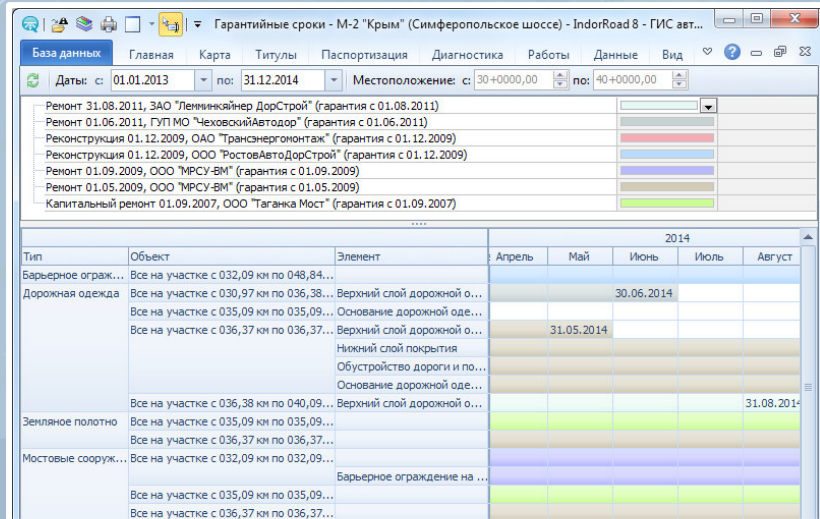 Гарантийные сроки - М-2 "Крым" (Симферопольское шоссе) - IndorRoad 8 - ГИС авт...
База данных Главная Карта Титулы Паспортизация Диагностика Работы Данные Вид
Даты: с: 01.01.2013 по: 31.12.2014 Местоположение: с: 30+0000,00 по: 40+0000,00
Ремонт 31.08.2011, ЗАО "Лемминкяйнер ДорСтрой" (гарантия с 01.08.2011)
Ремонт 01.06.2011, ГУП МО "ЧеховскийАвтодор" (гарантия с 01.06.2011)
Реконструкция 01.12.2009, ОАО "Трансэнергомонтаж" (гарантия с 01.12.2009)
Реконструкция 01.12.2009, ООО "РостовАвтоДорСтрой" (гарантия с 01.12.2009)
Ремонт 01.09.2009, ООО "МРСУ-ВМ" (гарантия с 01.09.2009)
Ремонт 01.05.2009, ООО "МРСУ-ВМ" (гарантия с 01.05.2009)
Капитальный ремонт 01.09.2007, ООО "Таганка Мост" (гарантия с 01.09.2007)
2014
Тип Объект Элемент Апрель Май Июнь Июль Август
Барьерное ограж... Все на участке с 032,09 км по 048,84...
Дорожная одежда Все на участке с 030,97 км по 036,38... Верхний слой дорожной о... 30.06.2014
Все на участке с 035,09 км по 035,09... Основание дорожной оде...
Все на участке с 036,37 км по 036,37... Верхний слой дорожной о... 31.05.2014
Нижний слой покрытия
Обустройство дороги и по...
Основание дорожной оде...
Все на участке с 036,38 км по 040,09... Верхний слой дорожной о... 31.08.2014
Земляное полотно Все на участке с 035,09 км по 035,09...
Все на участке с 036,37 км по 036,37...
Мостовые сооруж... Все на участке с 032,09 км по 032,09...
Барьерное ограждение на ...
Все на участке с 035,09 км по 035,09...
Все на участке с 036,37 км по 036,37...